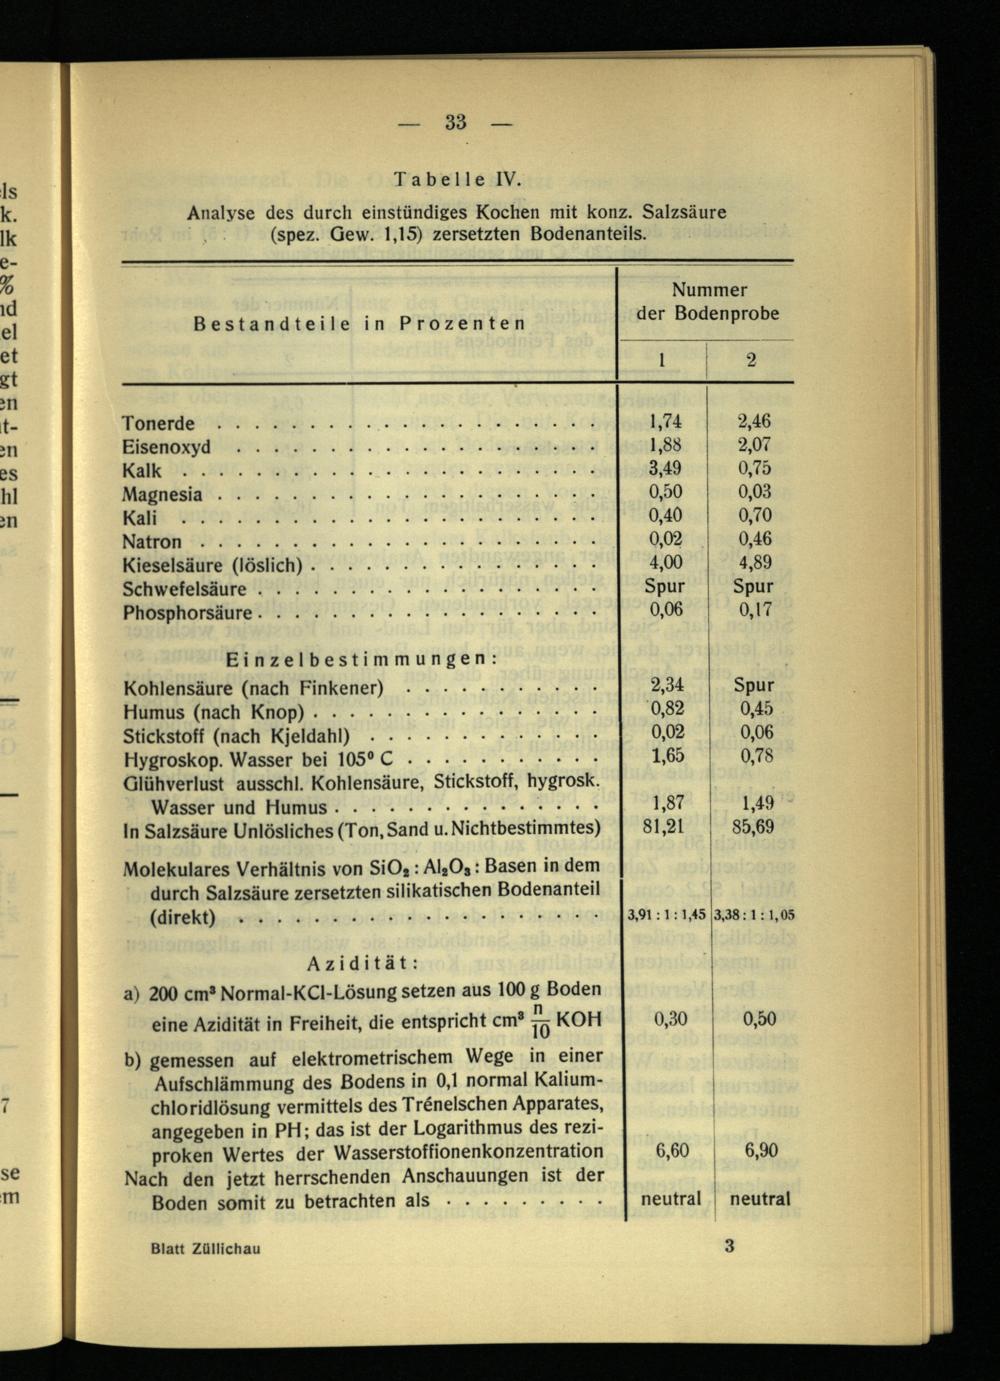 — 33 —
Tabelle IV.
Analyse des durch einstündiges Kochen mit konz. Salzsäure
(spez. Gew. 1,15) zersetzten Bodenanteils.
Bestandteile in Prozenten
Nummer
der Bodenprobe
1 2
Tonerde . . . . . . . . . . . . . . . . . . . . 1,74 2,46
Eisenoxyd . . . . . . . . . . . . . . . . . . . 1,88 2,07
Kalk . . . . . . . . . . . . . . . . . . . . . . 3,49 0,75
Magnesia . . . . . . . . . . . . . . . . . . . . 0,50 0,03
Kali . . . . . . . . . . . . . . . . . . . . . . 0,40 0,70
Natron . . . . . . . . . . . . . . . . . . . . . 0,02 0,46
Kieselsäure (löslich) . . . . . . . . . . . . . . . 4,00 4,89
Schwefelsäure . . . . . . . . . . . . . . . . . . Spur Spur
Phosphorsäure . . . . . . . . . . . . . . . . . . 0,06 0,17
Einzelbestimmungen:
Kohlensäure (nach Finkener) . . . . . . . . . . . 2,34 Spur
Humus (nach Knop) . . . . . . . . . . . . . . . 0,82 0,45
Stickstoff (nach Kjeldahl) . . . . . . . . . . . . . 0,02 0,06
Hygroskop. Wasser bei 105° C . . . . . . . . . . 1,65 0,78
Glühverlust ausschl. Kohlensäure, Stickstoff, hygrosk.
Wasser und Humus . . . . . . . . . . . . . . 1,87 1,49
In Salzsäure Unlösliches (Ton, Sand u. Nichtbestimmtes) 81,21 85,69
Molekulares Verhältnis von SiO₂ : Al₂O₃ : Basen in dem
durch Salzsäure zersetzten silikatischen Bodenanteil
(direkt) . . . . . . . . . . . . . . . . . . . 3,91 : 1 : 1,45 3,38 : 1 : 1,05
Azidität:
a) 200 cm³ Normal-KCl-Lösung setzen aus 100 g Boden
eine Azidität in Freiheit, die entspricht cm³ n/10 KOH 0,30 0,50
b) gemessen auf elektrometrischem Wege in einer
Aufschlämmung des Bodens in 0,1 normal Kalium-
chloridlösung vermittels des Trénelschen Apparates,
angegeben in PH; das ist der Logarithmus des rezi-
proken Wertes der Wasserstoffionenkonzentration 6,60 6,90
Nach den jetzt herrschenden Anschauungen ist der
Boden somit zu betrachten als . . . . . . . . . neutral neutral
Blatt Züllichau 3